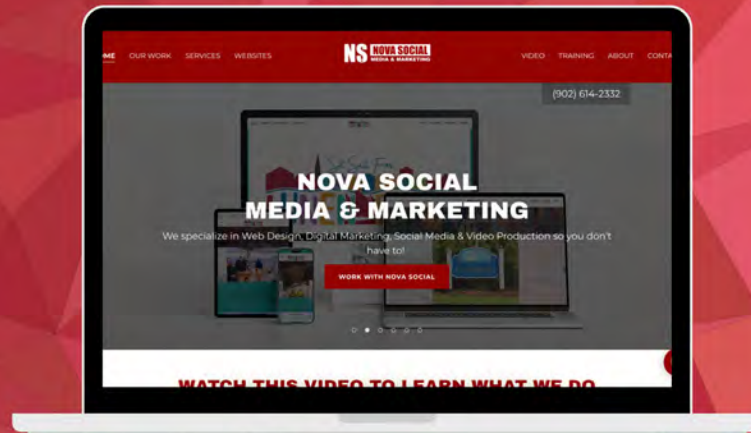 OME OUR WORK SERVICES WEBSITES NS NOVA SOCIAL VIDEO TRAINING ABOUT CONTA
MEDIA & MARKETING
(902) 614-2332
NOVA SOCIAL
MEDIA & MARKETING
We specialize in Web Design, Digital Marketing, Social Media & Video Production so you don't
have to!
WORK WITH NOVA SOCIAL
WATCH THIS VIDEO TO LEARN WHAT WE DO